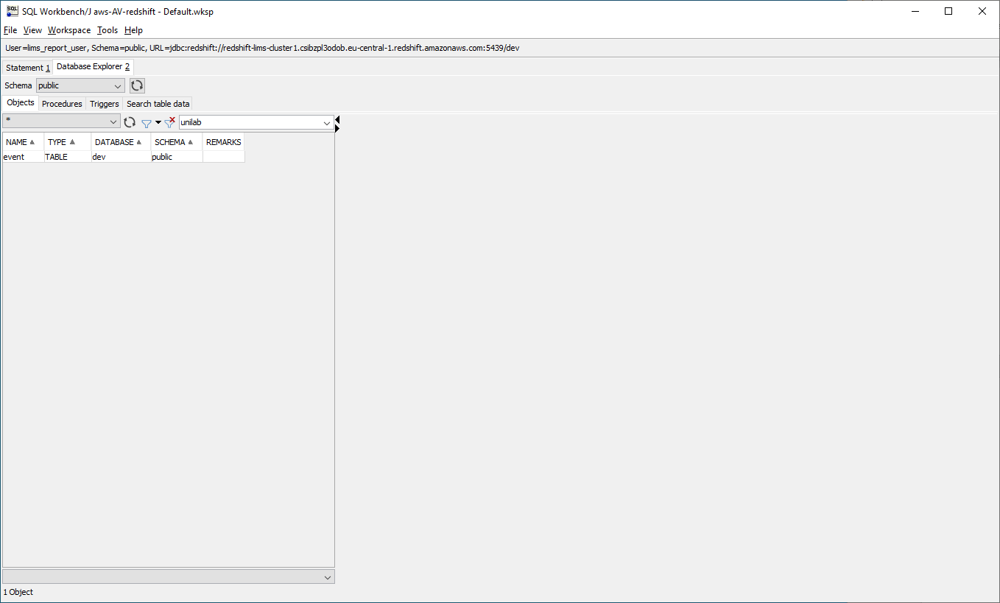 SQL Workbench/J aws-AV-redshift - Default.wksp
File View Workspace Tools Help
User=lims_report_user, Schema=public, URL=jdbc:redshift://redshift-lims-cluster1.csibzpl3odob.eu-central-1.redshift.amazonaws.com:5439/dev
Statement 1 Database Explorer 2
Schema public
Objects Procedures Triggers Search table data
* unilab
NAME TYPE DATABASE SCHEMA REMARKS
event TABLE dev public
1 Object